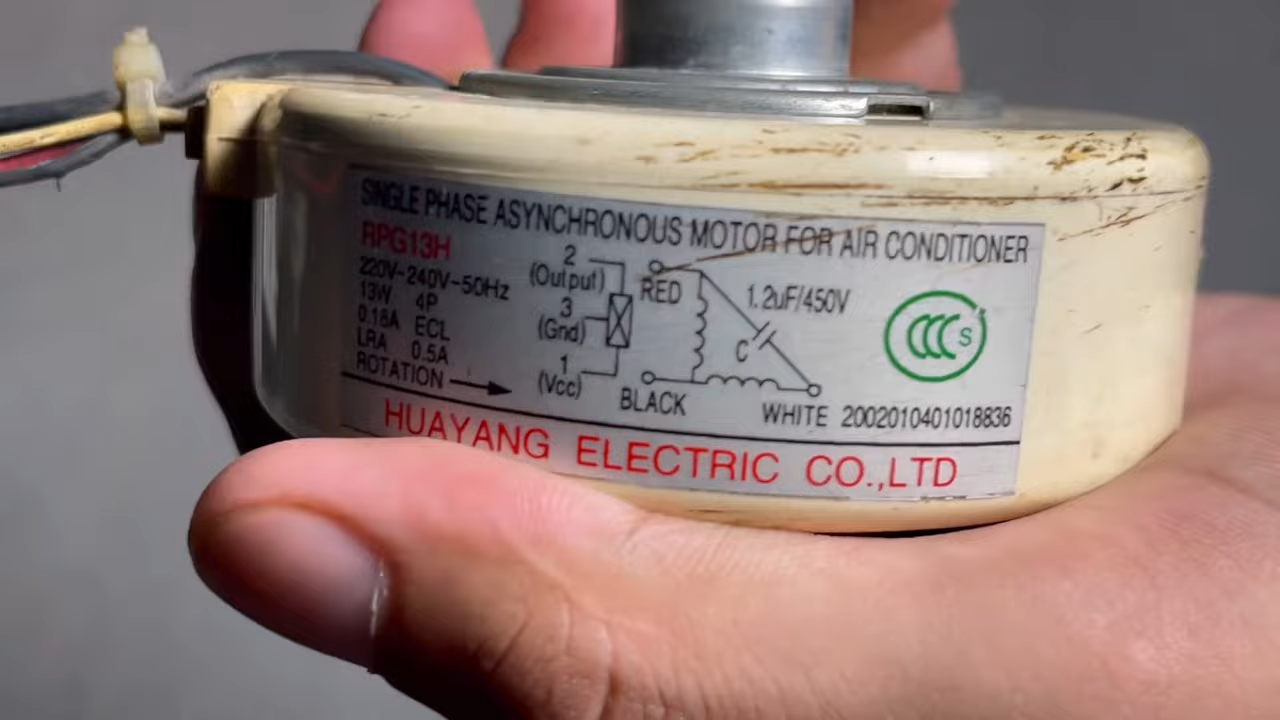 SINGLE PHASE ASYNCHRONOUS MOTOR FOR AIR CONDITIONER
RPG13H
220V-240V-50Hz
13W 4P
0.16A ECL
LRA 0.5A
ROTATION
2
(Output)
3
(Gnd)
1
(Vcc)
RED
1.2uF/450V
C
BLACK
WHITE
CCC S
2002010401018836
HUAYANG ELECTRIC CO.,LTD